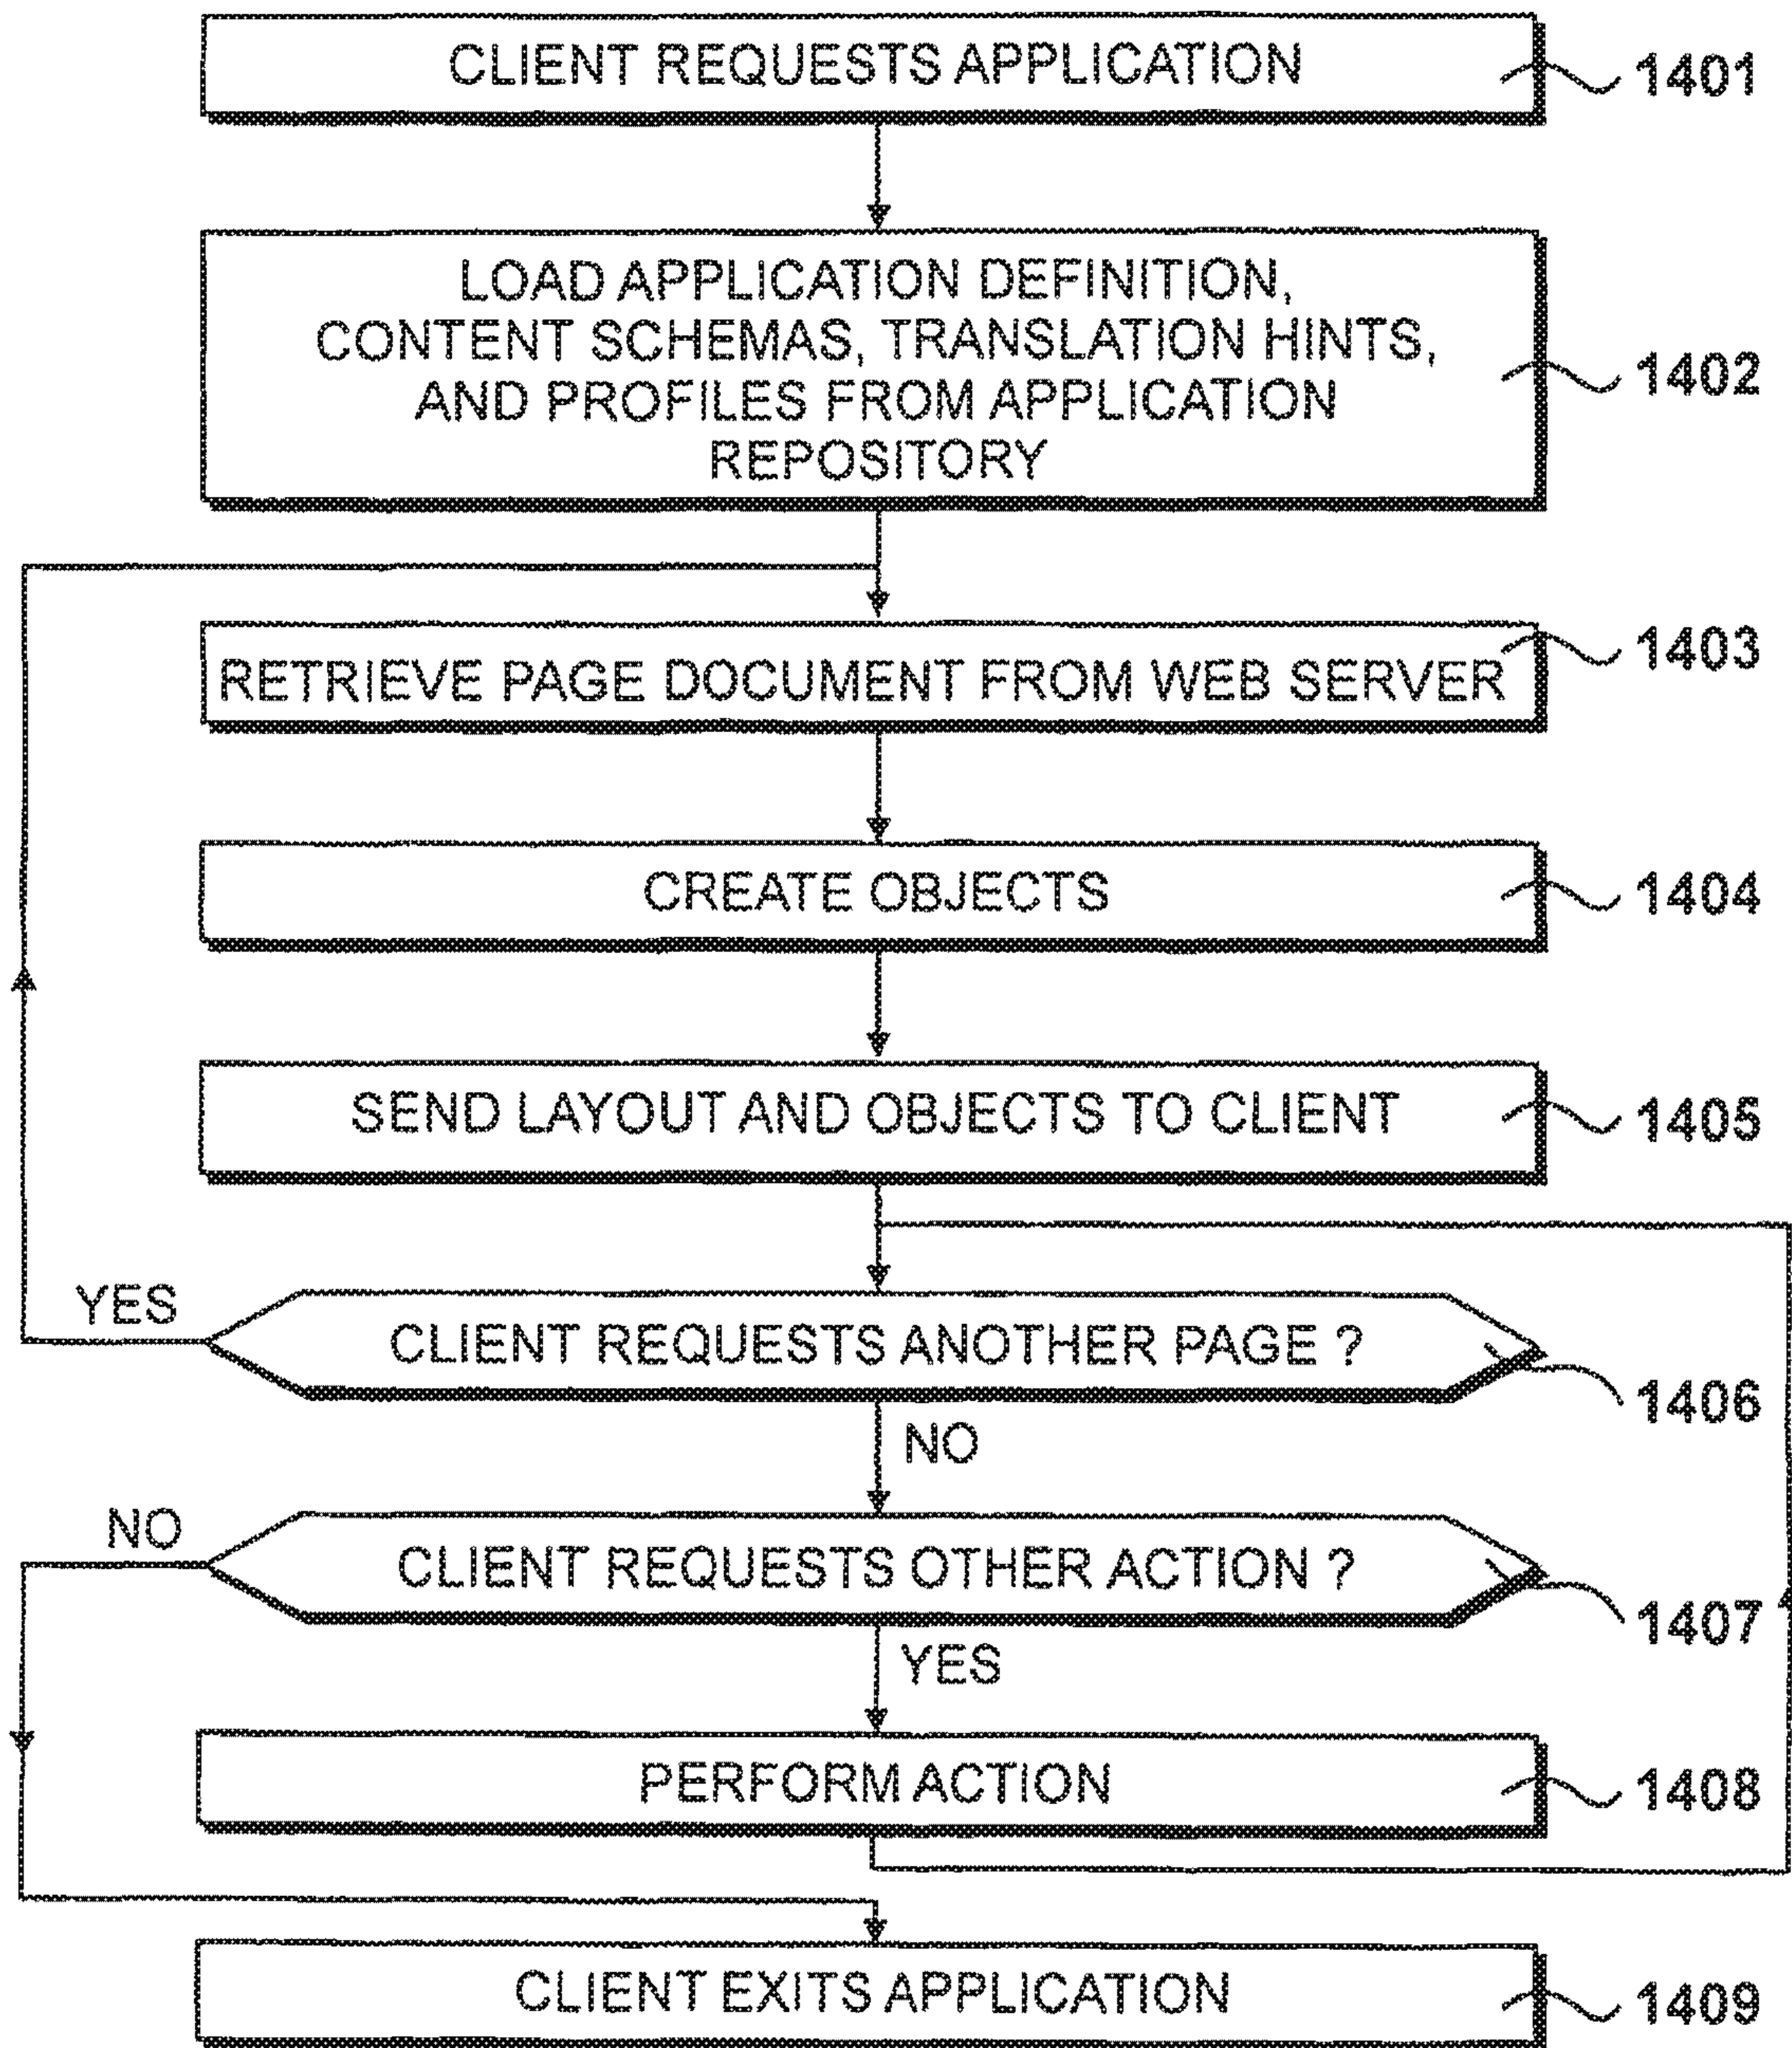 CLIENT REQUESTS APPLICATION
1401
LOAD APPLICATION DEFINITION,
CONTENT SCHEMAS, TRANSLATION HINTS,
AND PROFILES FROM APPLICATION
REPOSITORY
1402
RETRIEVE PAGE DOCUMENT FROM WEB SERVER
1403
CREATE OBJECTS
1404
SEND LAYOUT AND OBJECTS TO CLIENT
1405
YES
CLIENT REQUESTS ANOTHER PAGE ?
1406
NO
NO
CLIENT REQUESTS OTHER ACTION ?
1407
YES
PERFORM ACTION
1408
CLIENT EXITS APPLICATION
1409